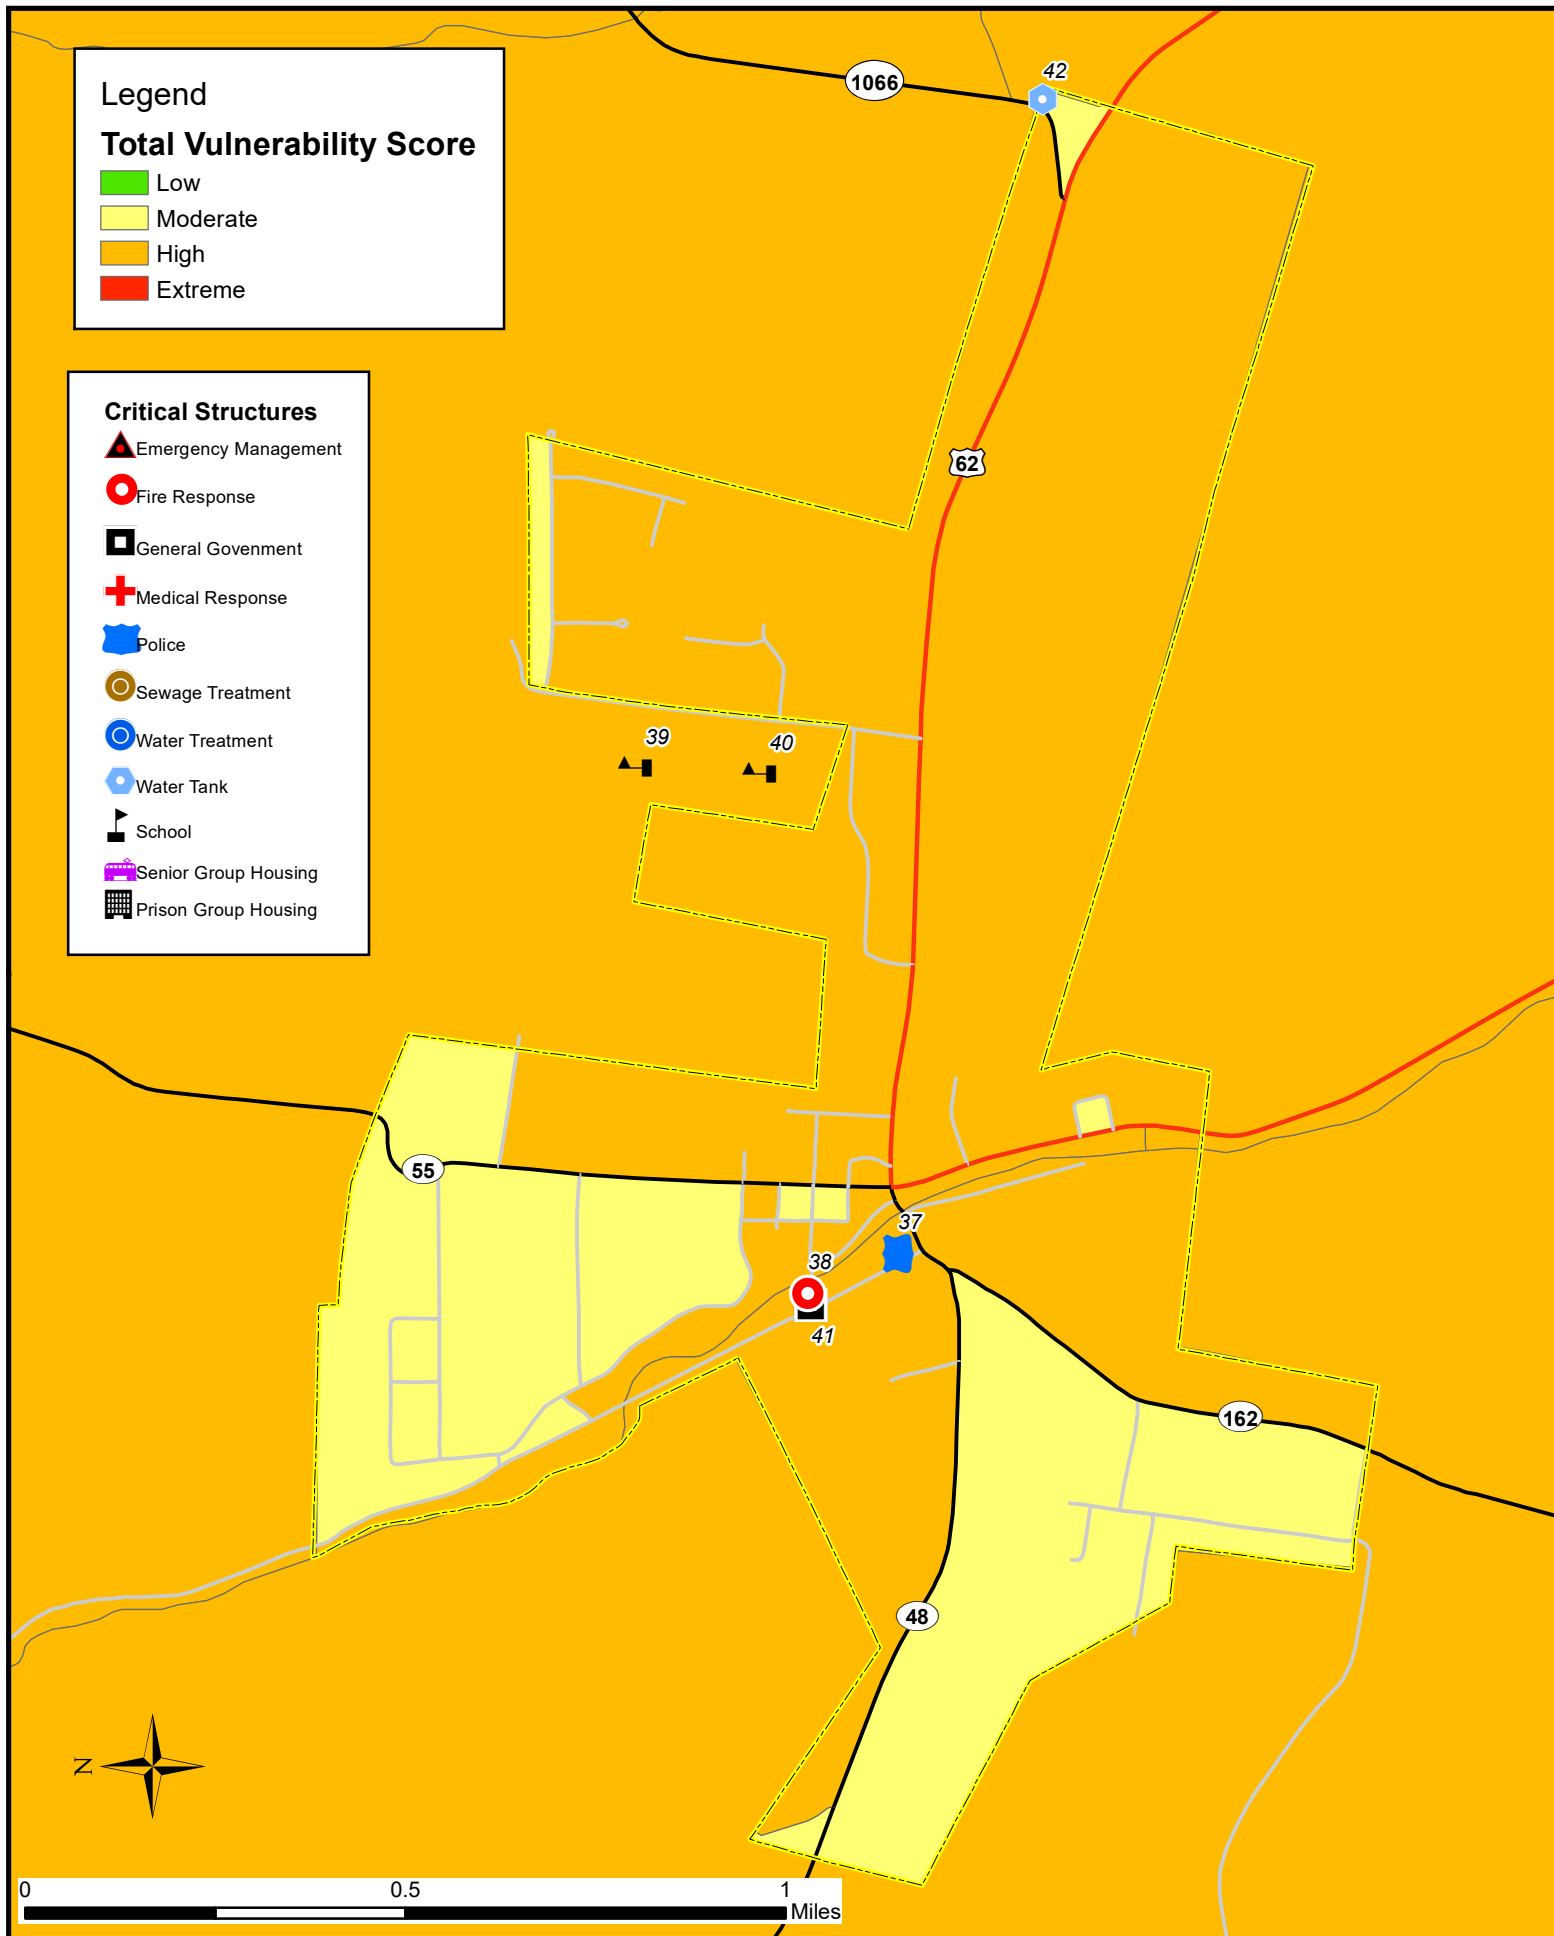 Legend
Total Vulnerability Score
Low
Moderate
High
Extreme
Critical Structures
Emergency Management
Fire Response
General Govenment
Medical Response
Police
Sewage Treatment
Water Treatment
Water Tank
School
Senior Group Housing
Prison Group Housing
1066
42
62
39
40
55
37
38
41
162
48
N
0 0.5 1
Miles